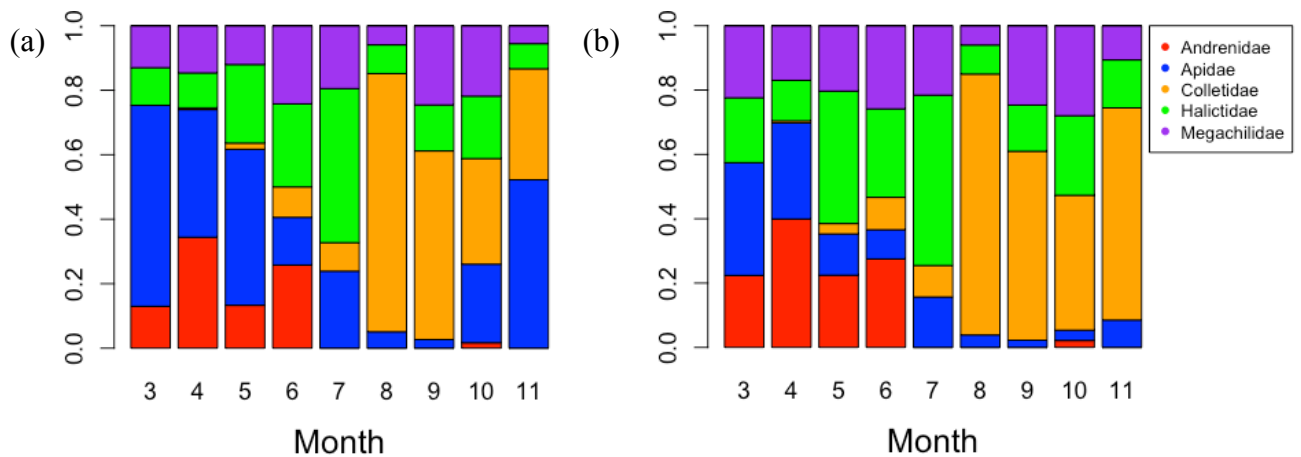 (a)
1.0
0.8
0.6
0.4
0.2
0.0
3 4 5 6 7 8 9 10 11
Month
(b)
1.0
0.8
0.6
0.4
0.2
0.0
3 4 5 6 7 8 9 10 11
Month
Andrenidae
Apidae
Colletidae
Halictidae
Megachilidae